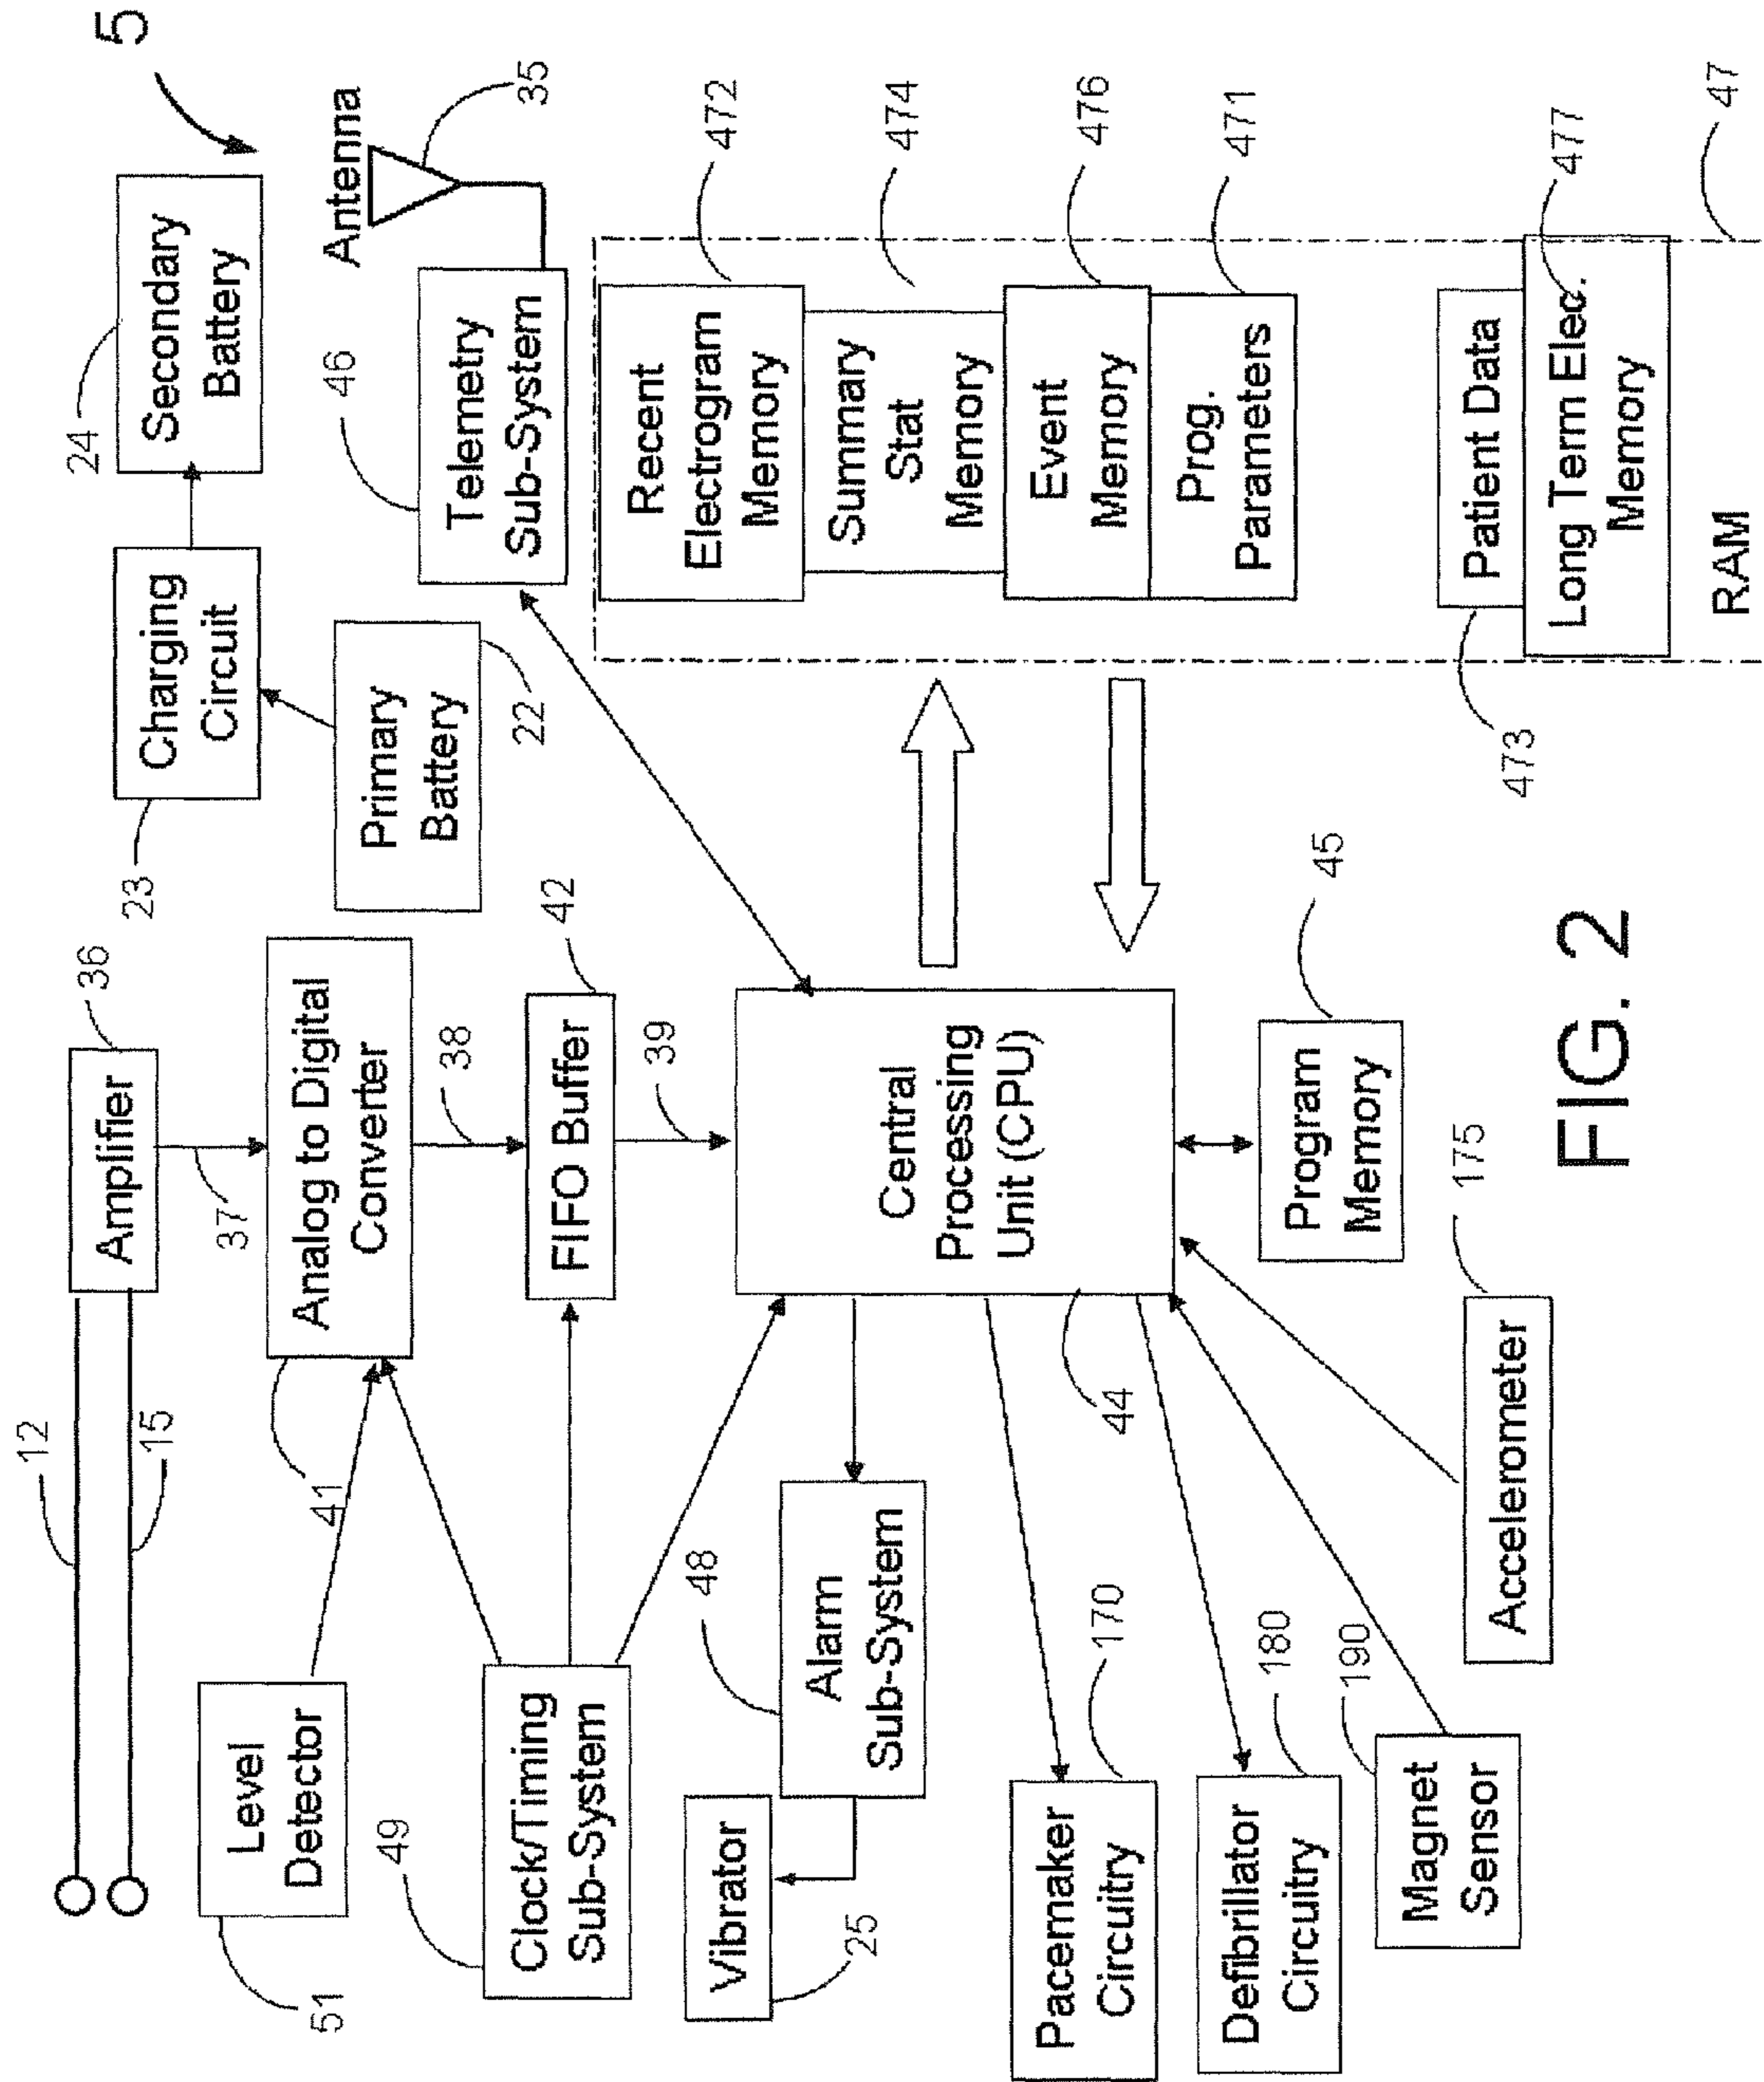 12
15
Amplifier
36
37
51
Level
Detector
41
Analog to Digital
Converter
38
49
Clock/Timing
Sub-System
FIFO Buffer
42
39
23
Charging
Circuit
24
Secondary
Battery
5
Primary
Battery
22
46
Telemetry
Sub-System
Antenna
35
Vibrator
25
48
Alarm
Sub-System
Central
Processing
Unit (CPU)
44
Pacemaker
Circuitry
170
Defibrillator
Circuitry
180
Magnet
Sensor
190
Accelerometer
175
Program
Memory
45
Recent
Electrogram
Memory
472
Summary
Stat
Memory
474
Event
Memory
476
Prog.
Parameters
471
Patient Data
473
Long Term Elec.
Memory
477
RAM
47
FIG. 2